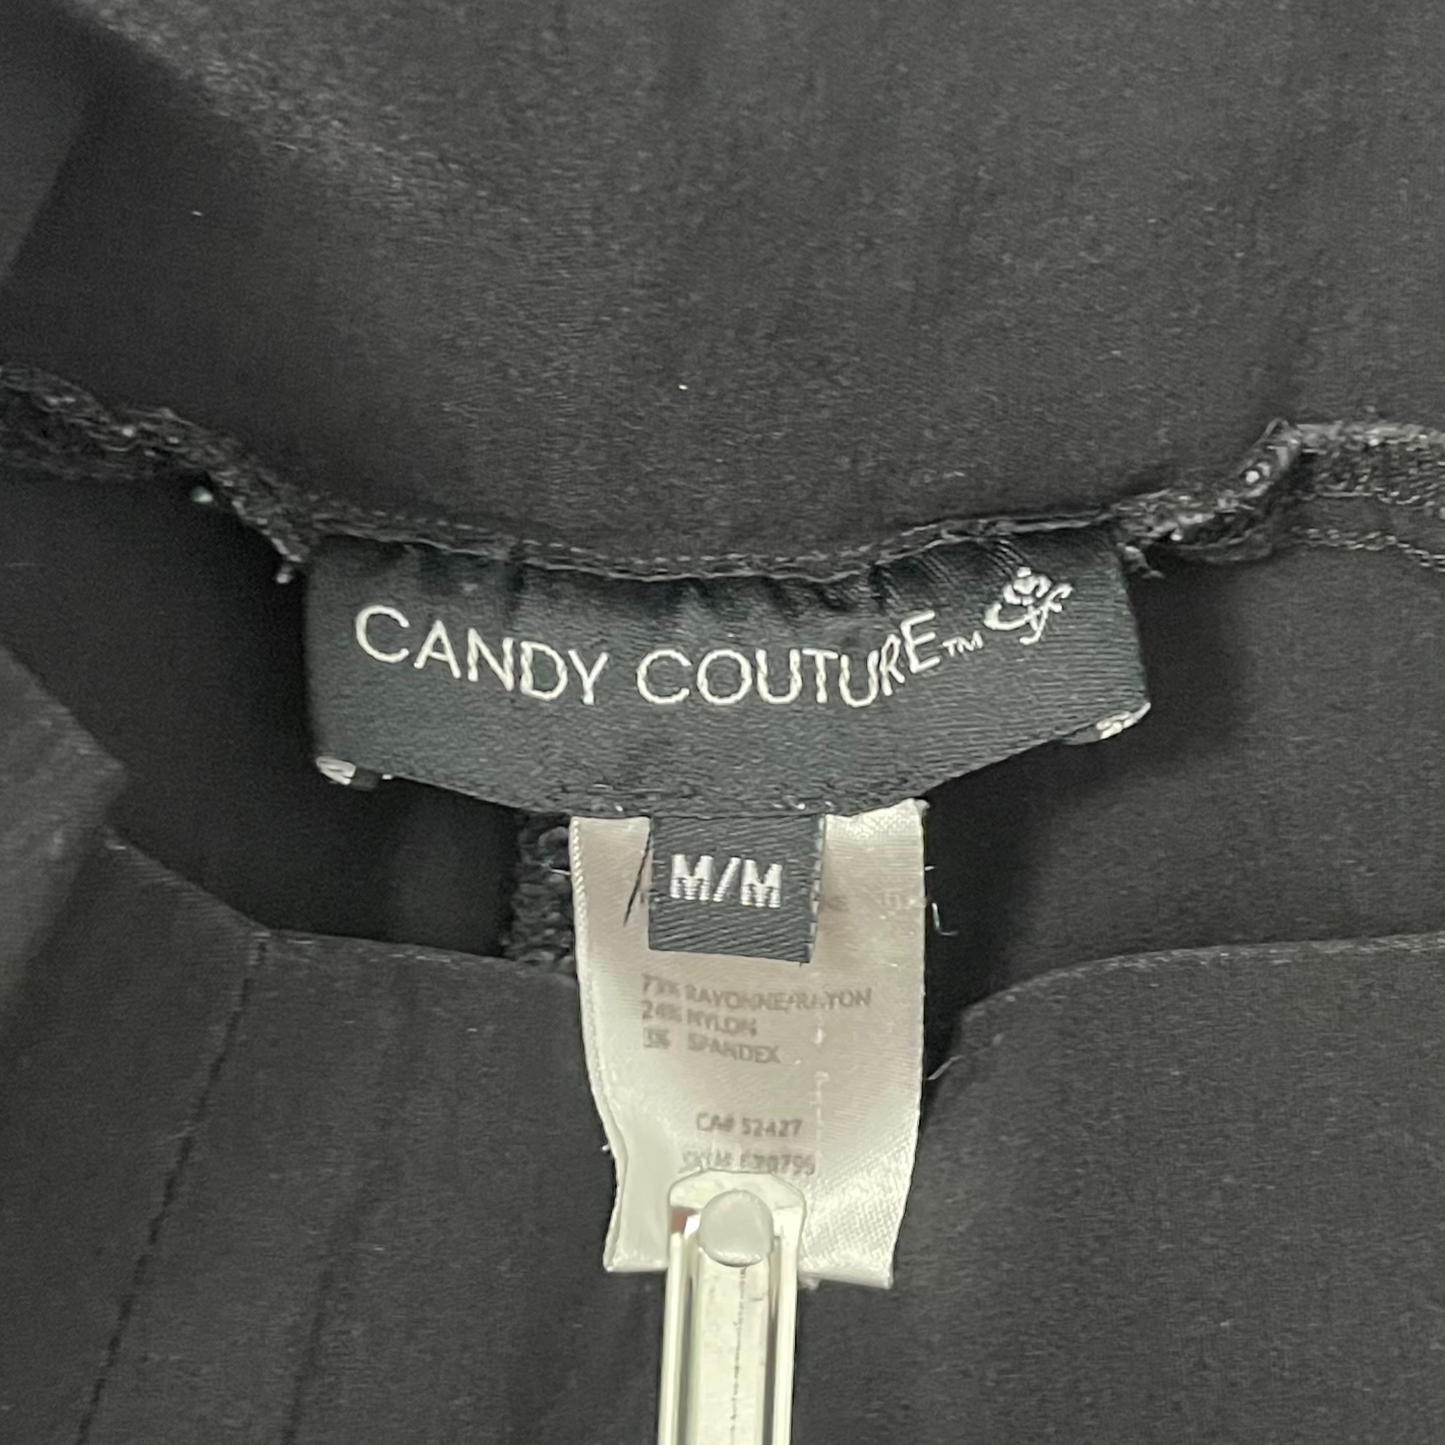 CANDY COUTURE™
M/M
73% RAYONNE/RAYON
24% NYLON
3% SPANDEX
CA# 52427